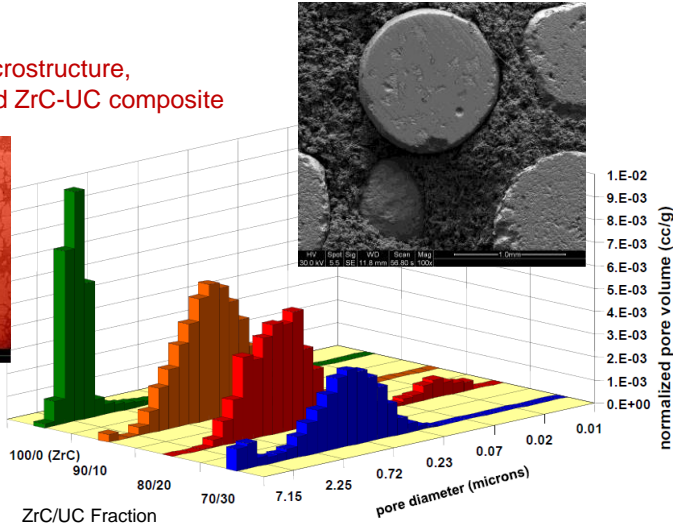 crostructure,
d ZrC-UC composite
HV Spot Sig WD Scan Mag
30.0 kV 5.5 SE 11.8 mm 56.80 s 100x
1.0mm
1.E-02
9.E-03
8.E-03
7.E-03
6.E-03
5.E-03
4.E-03
3.E-03
2.E-03
1.E-03
0.E+00
normalized pore volume (cc/g)
100/0 (ZrC)
90/10
80/20
70/30
ZrC/UC Fraction
7.15
2.25
0.72
0.23
0.07
0.02
0.01
pore diameter (microns)